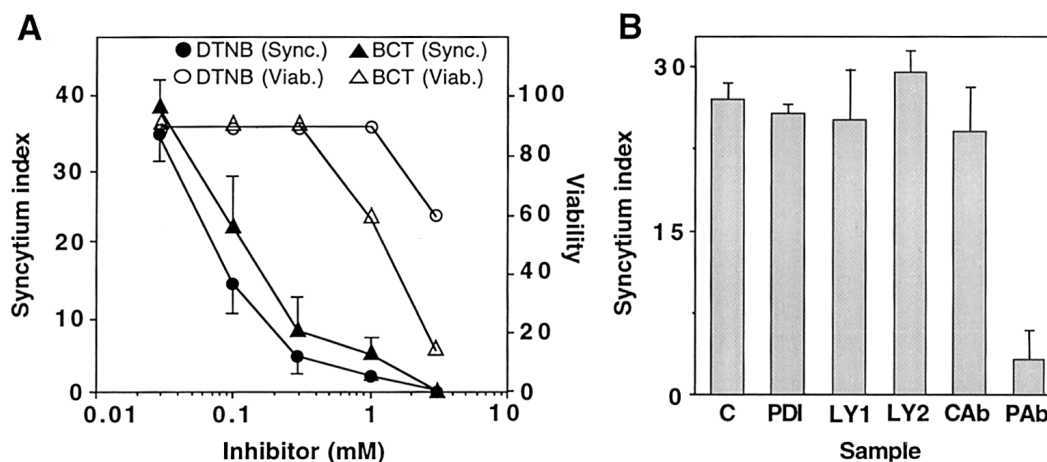 A
DTNB (Sync.) BCT (Sync.)
DTNB (Viab.) BCT (Viab.)
Syncytium index
40
30
20
10
0
Viability
100
80
60
40
20
0
0.01 0.1 1 10
Inhibitor (mM)
B
Syncytium index
30
15
0
C PDI LY1 LY2 CAb PAb
Sample